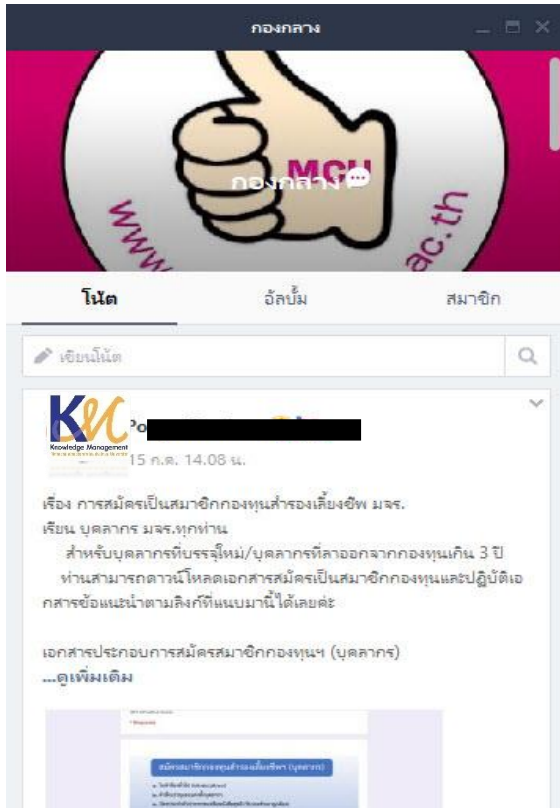 กองกลาง
MCU
กองกลาง
www.
ac.th
โน้ต
อัลบั้ม
สมาชิก
เขียนโน้ต
KM
Po
Knowledge Management
15 ก.ค. 14.08 น.
เรื่อง การสมัครเป็นสมาชิกกองทุนสำรองเลี้ยงชีพ มจร.
เรียน บุคลากร มจร.ทุกท่าน
สำหรับบุคลากรที่บรรจุใหม่/บุคลากรที่ลาออกจากกองทุนเกิน 3 ปี
ท่านสามารถดาวน์โหลดเอกสารสมัครเป็นสมาชิกกองทุนและปฏิบัติเอ
กสารข้อแนะนำตามลิงก์ที่แนบมานี้ได้เลยค่ะ
เอกสารประกอบการสมัครสมาชิกกองทุนฯ (บุคลากร)
...ดูเพิ่มเติม
สมัครสมาชิกกองทุนสำรองเลี้ยงชีพฯ (บุคลากร)